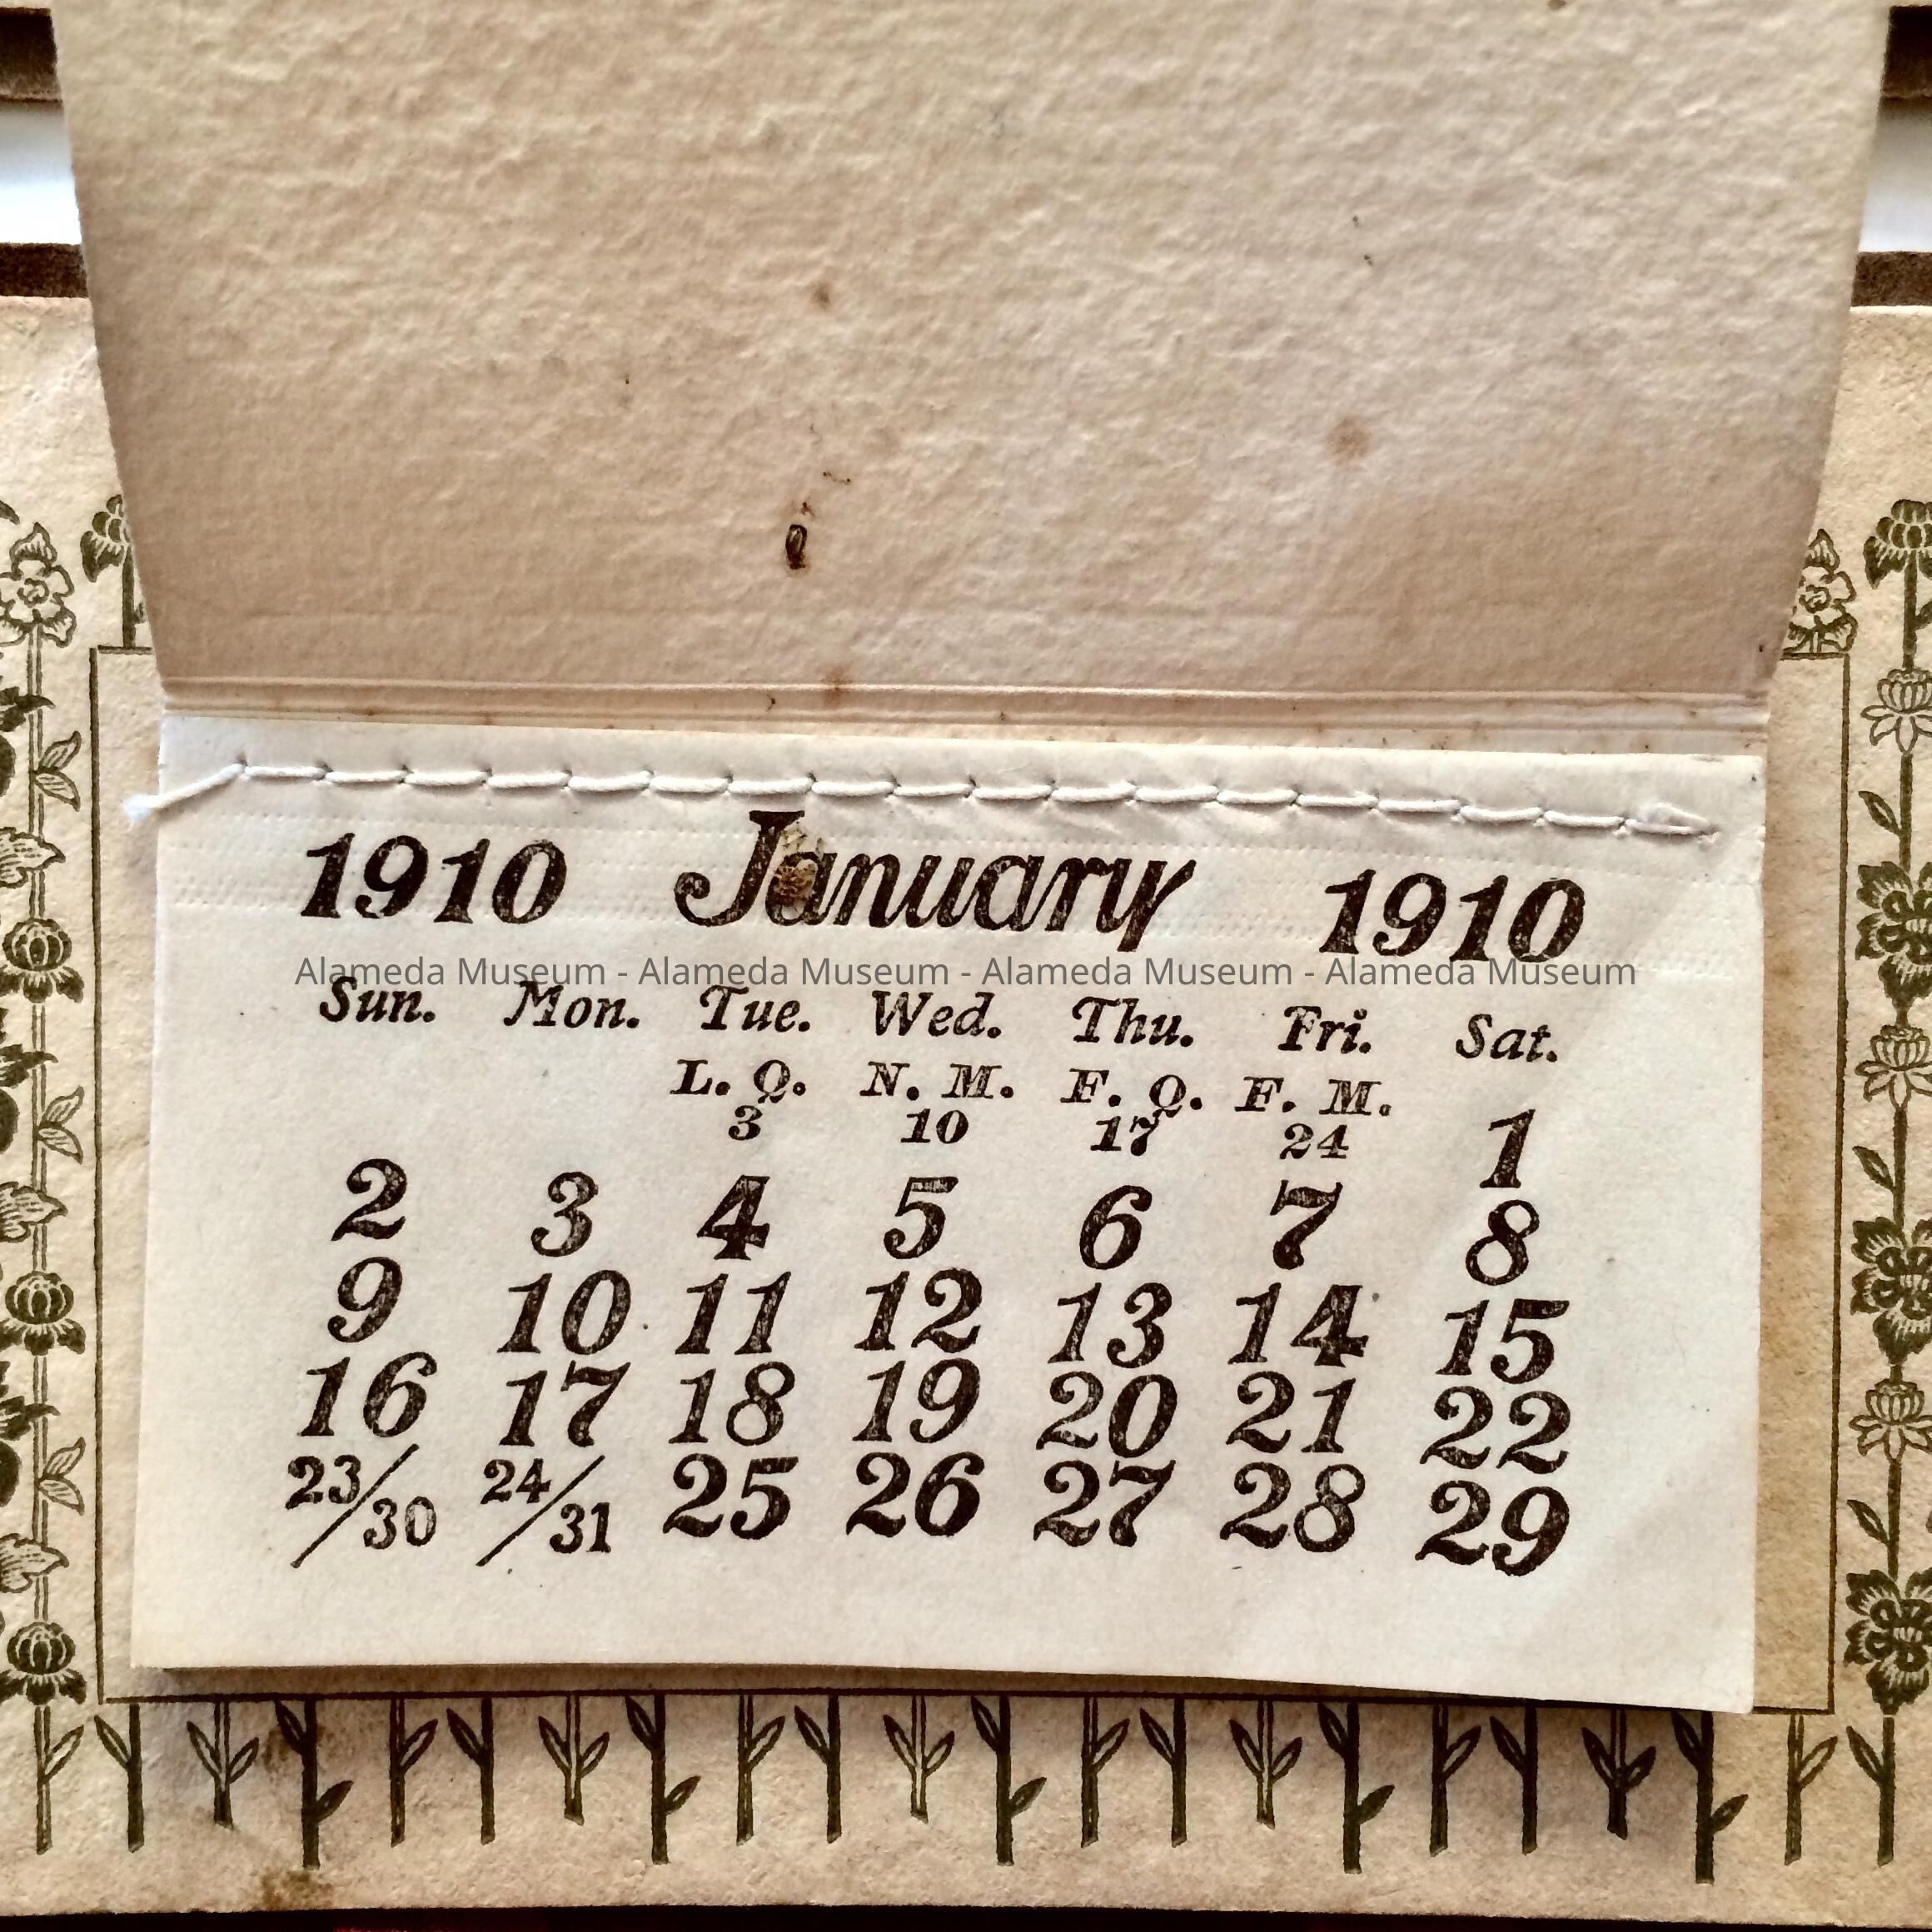 1910 January 1910
Alameda Museum - Alameda Museum - Alameda Museum - Alameda Museum
Sun. Mon. Tue. Wed. Thu. Fri. Sat.
L. Q. N. M. F. Q. F. M.
3 10 17 24 1
2 3 4 5 6 7 8
9 10 11 12 13 14 15
16 17 18 19 20 21 22
23/30 24/31 25 26 27 28 29